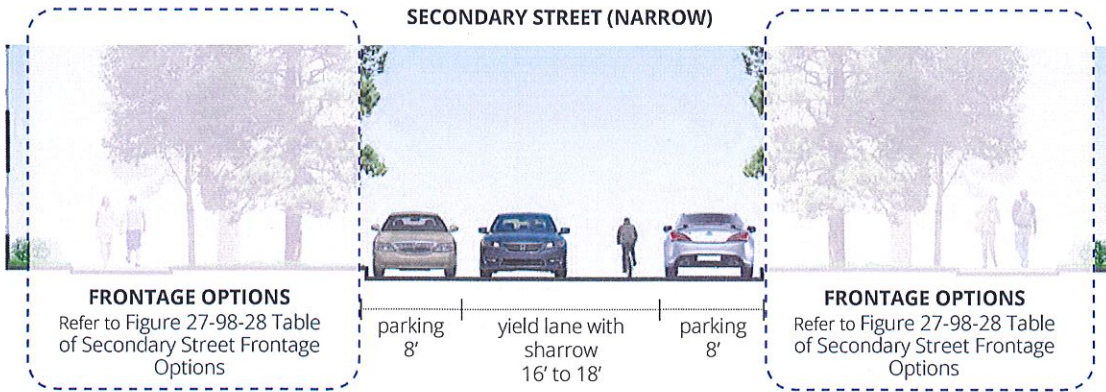 SECONDARY STREET (NARROW)
FRONTAGE OPTIONS
Refer to Figure 27-98-28 Table
of Secondary Street Frontage
Options
parking
8'
yield lane with
sharrow
16' to 18'
parking
8'
FRONTAGE OPTIONS
Refer to Figure 27-98-28 Table
of Secondary Street Frontage
Options